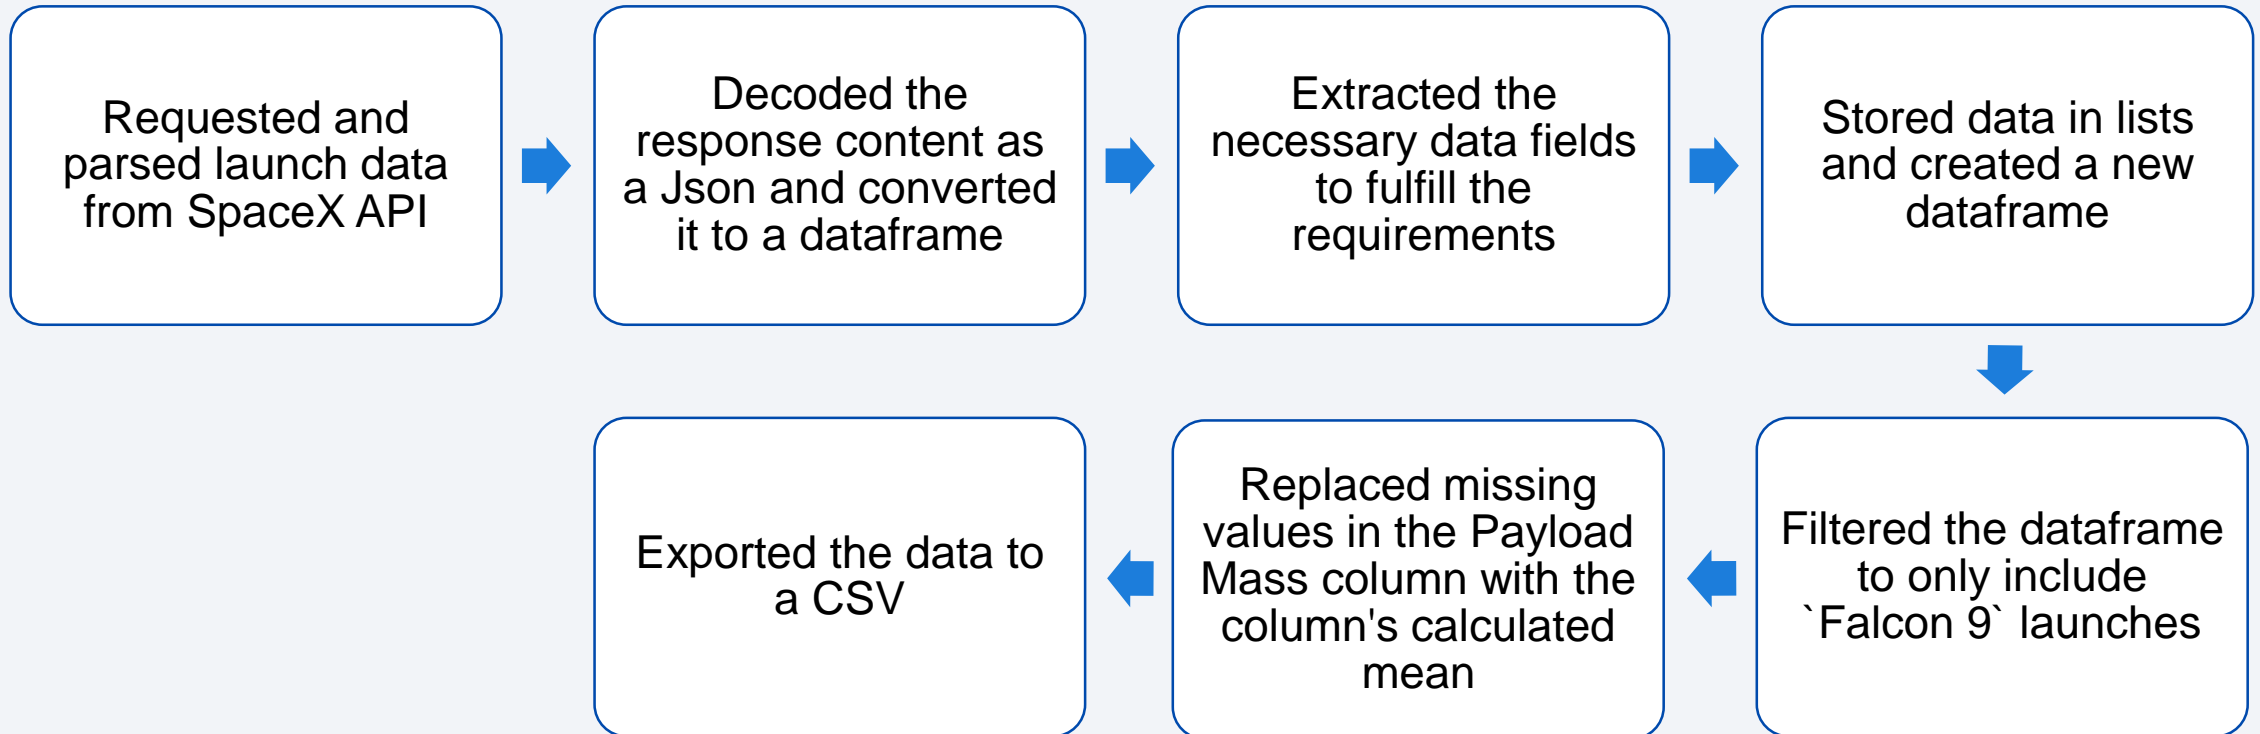 Requested and
parsed launch data
from SpaceX API
Decoded the
response content as
a Json and converted
it to a dataframe
Extracted the
necessary data fields
to fulfill the
requirements
Stored data in lists
and created a new
dataframe
Filtered the dataframe
to only include
`Falcon 9` launches
Replaced missing
values in the Payload
Mass column with the
column's calculated
mean
Exported the data to
a CSV